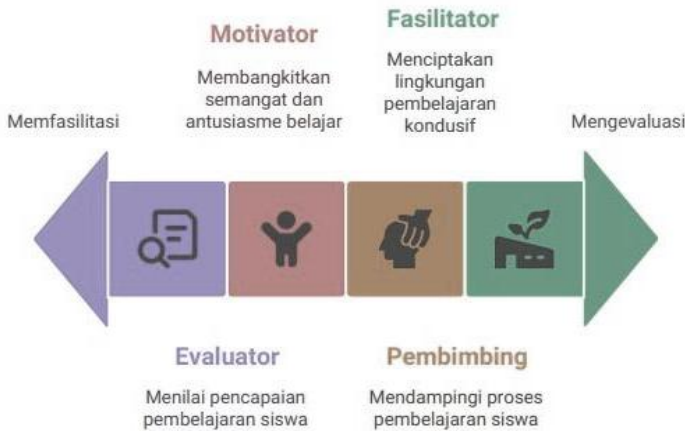 Motivator
Membangkitkan
semangat dan
antusiasme belajar
Fasilitator
Menciptakan
lingkungan
pembelajaran
kondusif
Memfasilitasi
Mengevaluasi
Evaluator
Menilai pencapaian
pembelajaran siswa
Pembimbing
Mendampingi proses
pembelajaran siswa